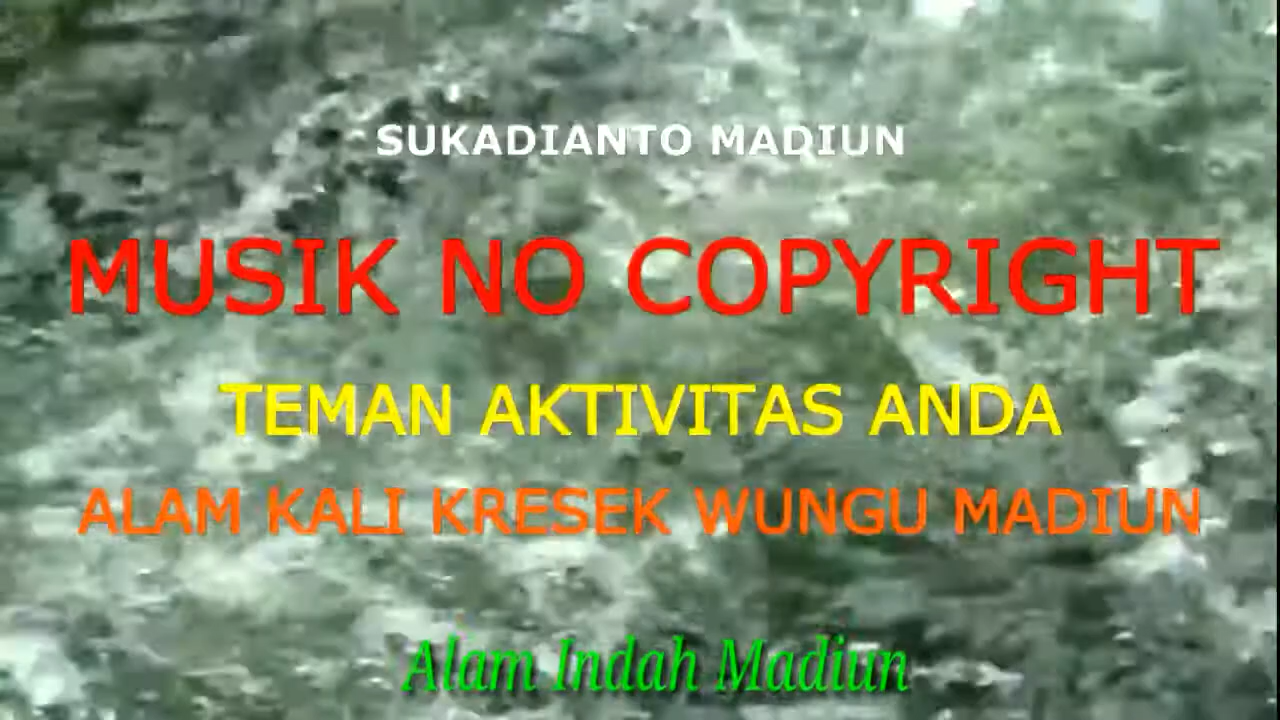 SUKADIANTO MADIUN
MUSIK NO COPYRIGHT
TEMAN AKTIVITAS ANDA
ALAM KALI KRESEK WUNGU MADIUN
Alam Indah Madiun